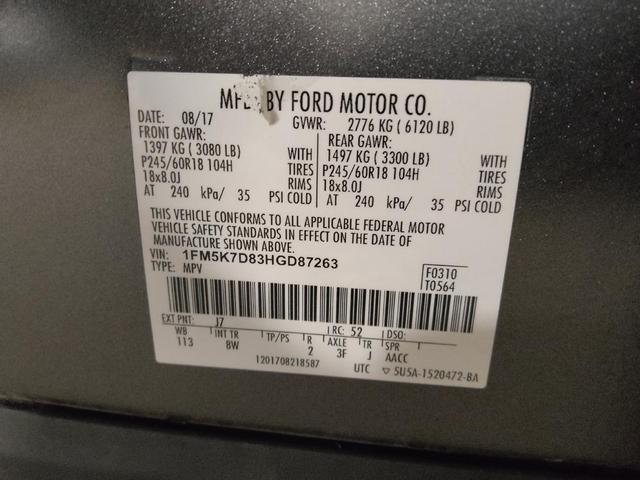 MFD. BY FORD MOTOR CO.
DATE: 08/17 GVWR: 2776 KG ( 6120 LB)
FRONT GAWR: REAR GAWR:
1397 KG ( 3080 LB) WITH 1497 KG ( 3300 LB) WITH
P245/60R18 104H TIRES P245/60R18 104H TIRES
18x8.0J RIMS 18x8.0J RIMS
AT 240 kPa/ 35 PSI COLD AT 240 kPa/ 35 PSI COLD
THIS VEHICLE CONFORMS TO ALL APPLICABLE FEDERAL MOTOR
VEHICLE SAFETY STANDARDS IN EFFECT ON THE DATE OF
MANUFACTURE SHOWN ABOVE.
VIN: 1FM5K7D83HGD87263
TYPE: MPV
F0310
T0564
EXT PNT: J7 RC: 52 DSO:
WB INT TR TP/PS R AXLE TR SPR
113 BW 2 3F J AACC
1201708218587 UTC ▽ 5U5A-1520472-BA